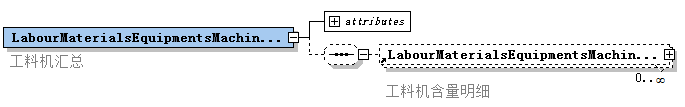 attributes
LabourMaterialsEquipmentsMachin...
工料机汇总
LabourMaterialsEquipmentsMachin...
0..∞
工料机含量明细